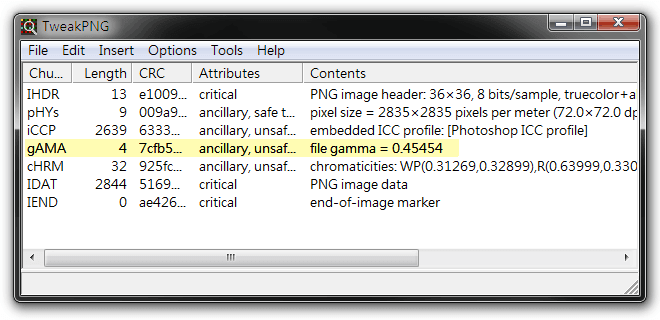 TweakPNG
File Edit Insert Options Tools Help
Chu... Length CRC Attributes Contents
IHDR 13 e1009... critical PNG image header: 36×36, 8 bits/sample, truecolor+a
pHYs 9 009a9... ancillary, safe t... pixel size = 2835×2835 pixels per meter (72.0×72.0 dp
iCCP 2639 6333... ancillary, unsaf... embedded ICC profile: [Photoshop ICC profile]
gAMA 4 7cfb5... ancillary, unsaf... file gamma = 0.45454
cHRM 32 925fc... ancillary, unsaf... chromaticities: WP(0.31269,0.32899),R(0.63999,0.330
IDAT 2844 5169... critical PNG image data
IEND 0 ae426... critical end-of-image marker